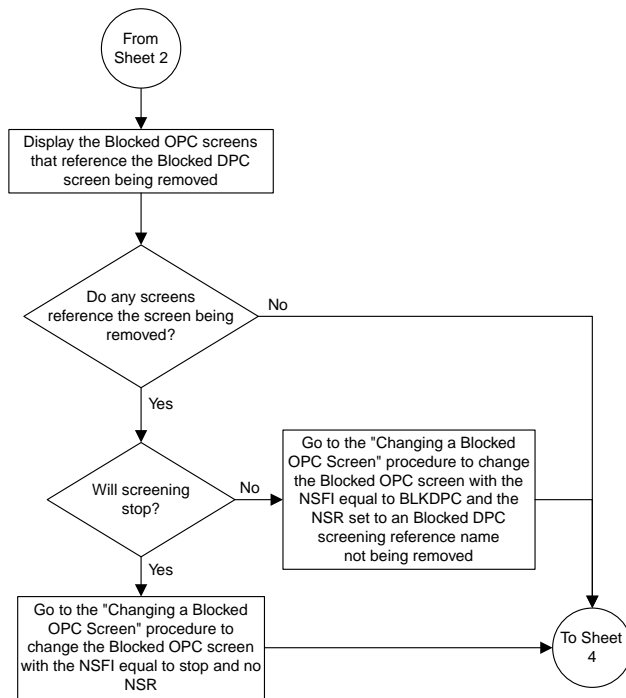 From
Sheet 2
Display the Blocked OPC screens
that reference the Blocked DPC
screen being removed
Do any screens
reference the screen being
removed?
No
Yes
Will screening
stop?
No
Go to the "Changing a Blocked
OPC Screen" procedure to change
the Blocked OPC screen with the
NSFI equal to BLKDPC and the
NSR set to an Blocked DPC
screening reference name
not being removed
Yes
Go to the "Changing a Blocked
OPC Screen" procedure to
change the Blocked OPC screen
with the NSFI equal to stop and no
NSR
To Sheet
4